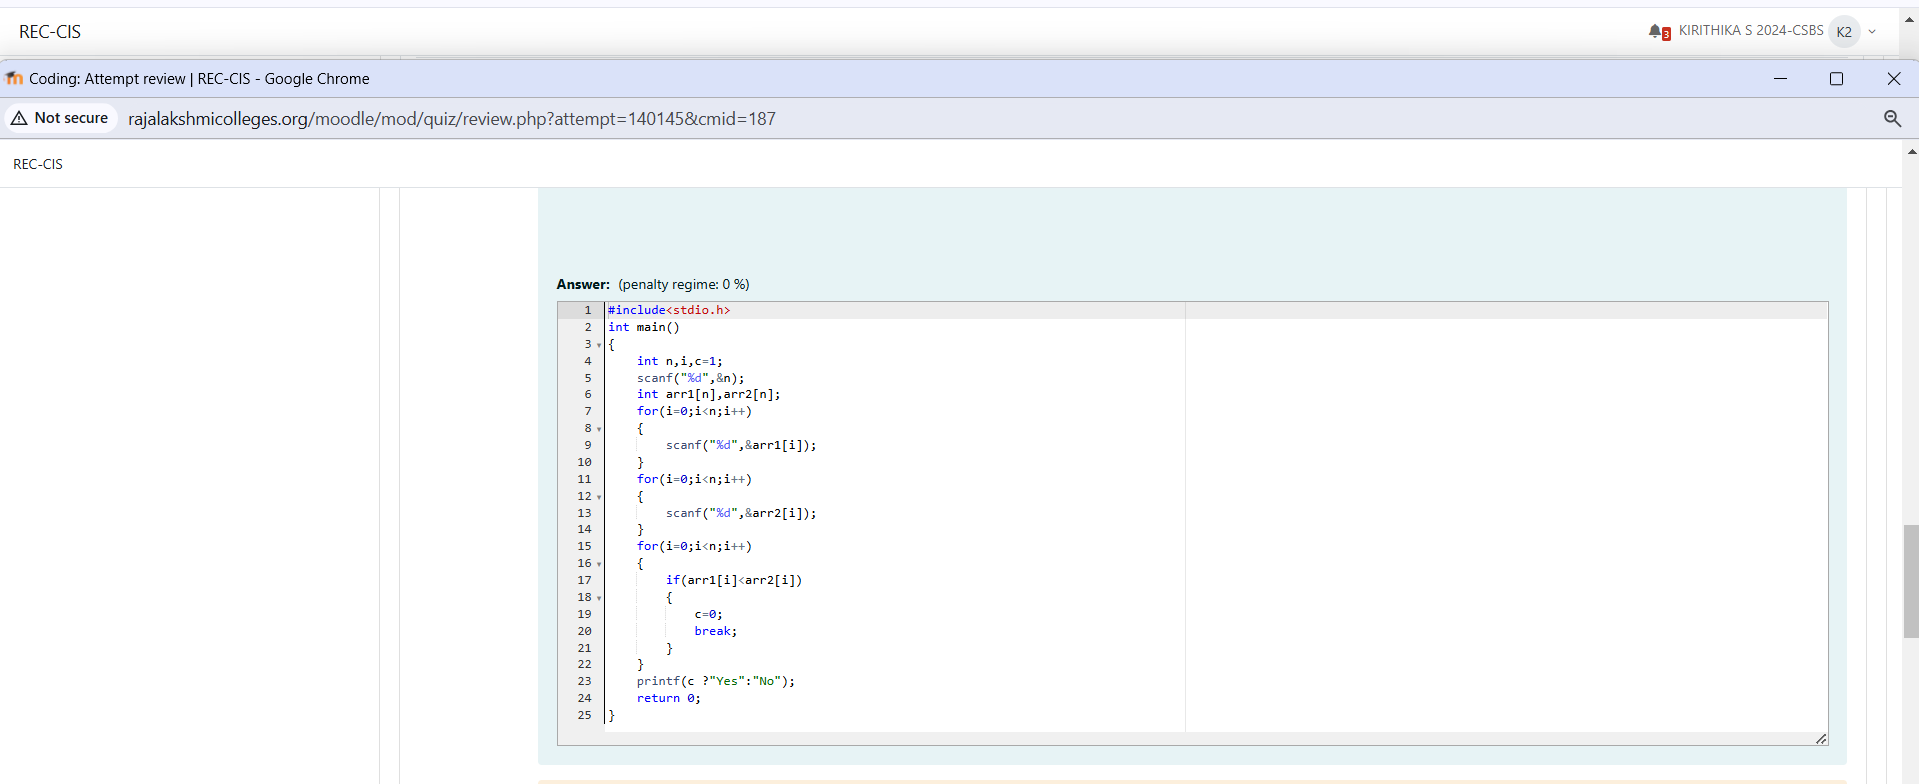 REC-CIS
3 KIRITHIKA S 2024-CSBS K2
Coding: Attempt review | REC-CIS - Google Chrome
Not secure rajalakshmicolleges.org/moodle/mod/quiz/review.php?attempt=140145&cmid=187
REC-CIS
Answer: (penalty regime: 0 %)
1 #include<stdio.h>
2 int main()
3 {
4     int n,i,c=1;
5     scanf("%d",&n);
6     int arr1[n],arr2[n];
7     for(i=0;i<n;i++)
8     {
9         scanf("%d",&arr1[i]);
10     }
11     for(i=0;i<n;i++)
12     {
13         scanf("%d",&arr2[i]);
14     }
15     for(i=0;i<n;i++)
16     {
17         if(arr1[i]<arr2[i])
18         {
19             c=0;
20             break;
21         }
22     }
23     printf(c ?"Yes":"No");
24     return 0;
25 }